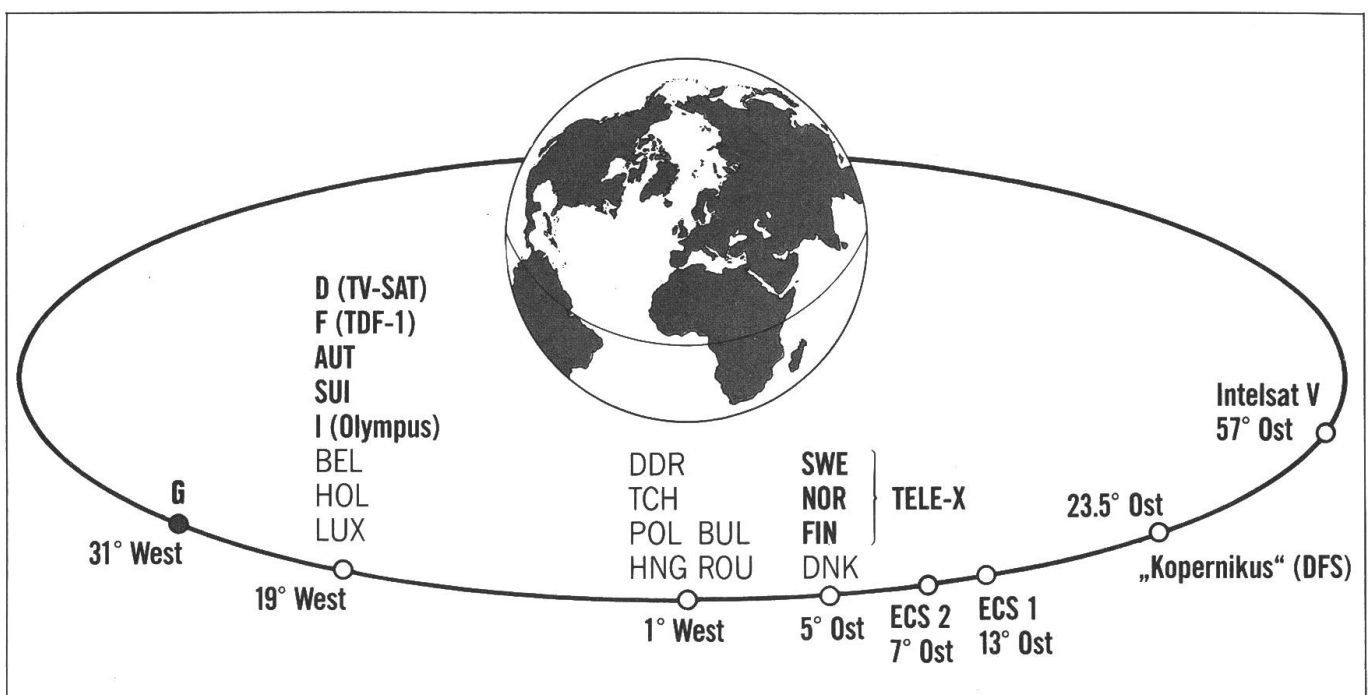 D (TV-SAT)
F (TDF-1)
AUT
SUI
I (Olympus)
BEL
HOL
LUX
G
31° West
19° West
DDR
TCH
POL BUL
HNG ROU
1° West
SWE
NOR
FIN
DNK
TELE-X
5° Ost
ECS 2
7° Ost
ECS 1
13° Ost
23.5° Ost
„Kopernikus“ (DFS)
Intelsat V
57° Ost